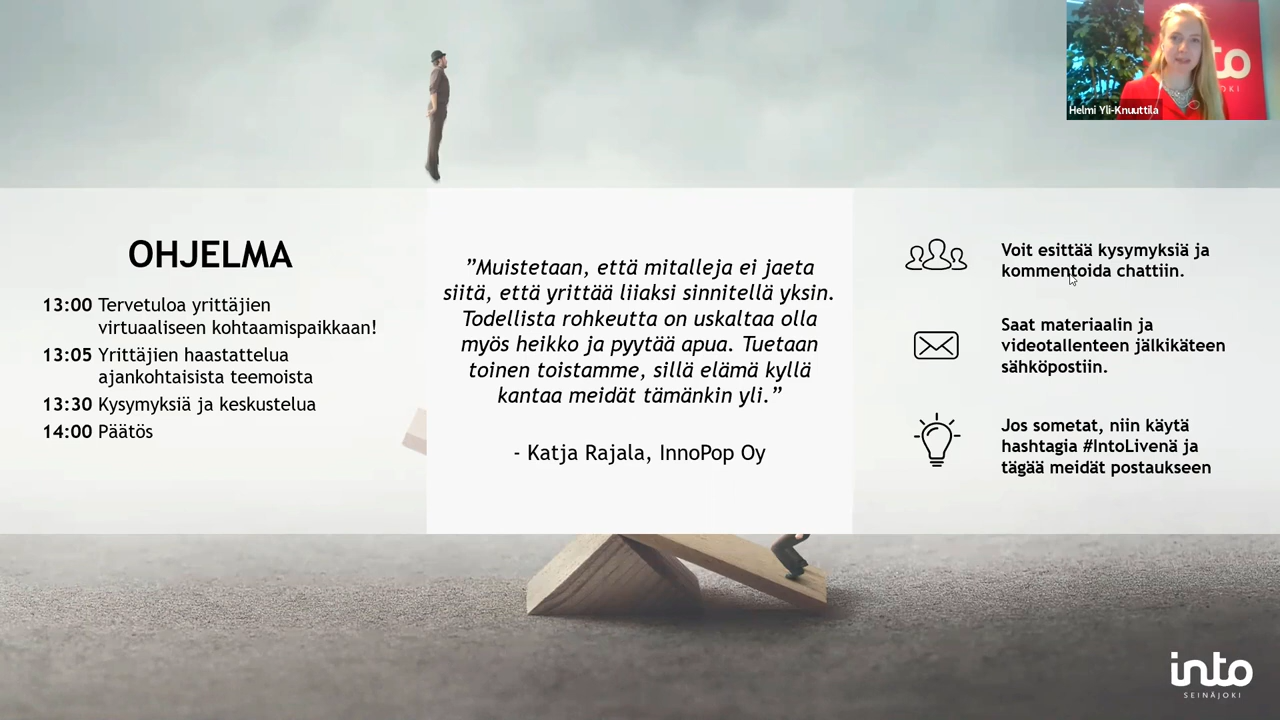 into
OJOKI
Helmi Yli-Knuuttila
OHJELMA
13:00 Tervetuloa yrittäjien
virtuaaliseen kohtaamispaikkaan!
13:05 Yrittäjien haastattelua
ajankohtaisista teemoista
13:30 Kysymyksiä ja keskustelua
14:00 Päätös
”Muistetaan, että mitalleja ei jaeta
siitä, että yrittää liiaksi sinnitellä yksin.
Todellista rohkeutta on uskaltaa olla
myös heikko ja pyytää apua. Tuetaan
toinen toistamme, sillä elämä kyllä
kantaa meidät tämänkin yli.”
- Katja Rajala, InnoPop Oy
Voit esittää kysymyksiä ja
kommentoida chattiin.
Saat materiaalin ja
videotallenteen jälkikäteen
sähköpostiin.
Jos sometat, niin käytä
hashtagia #IntoLivenä ja
tägää meidät postaukseen
into
SEINÄJOKI